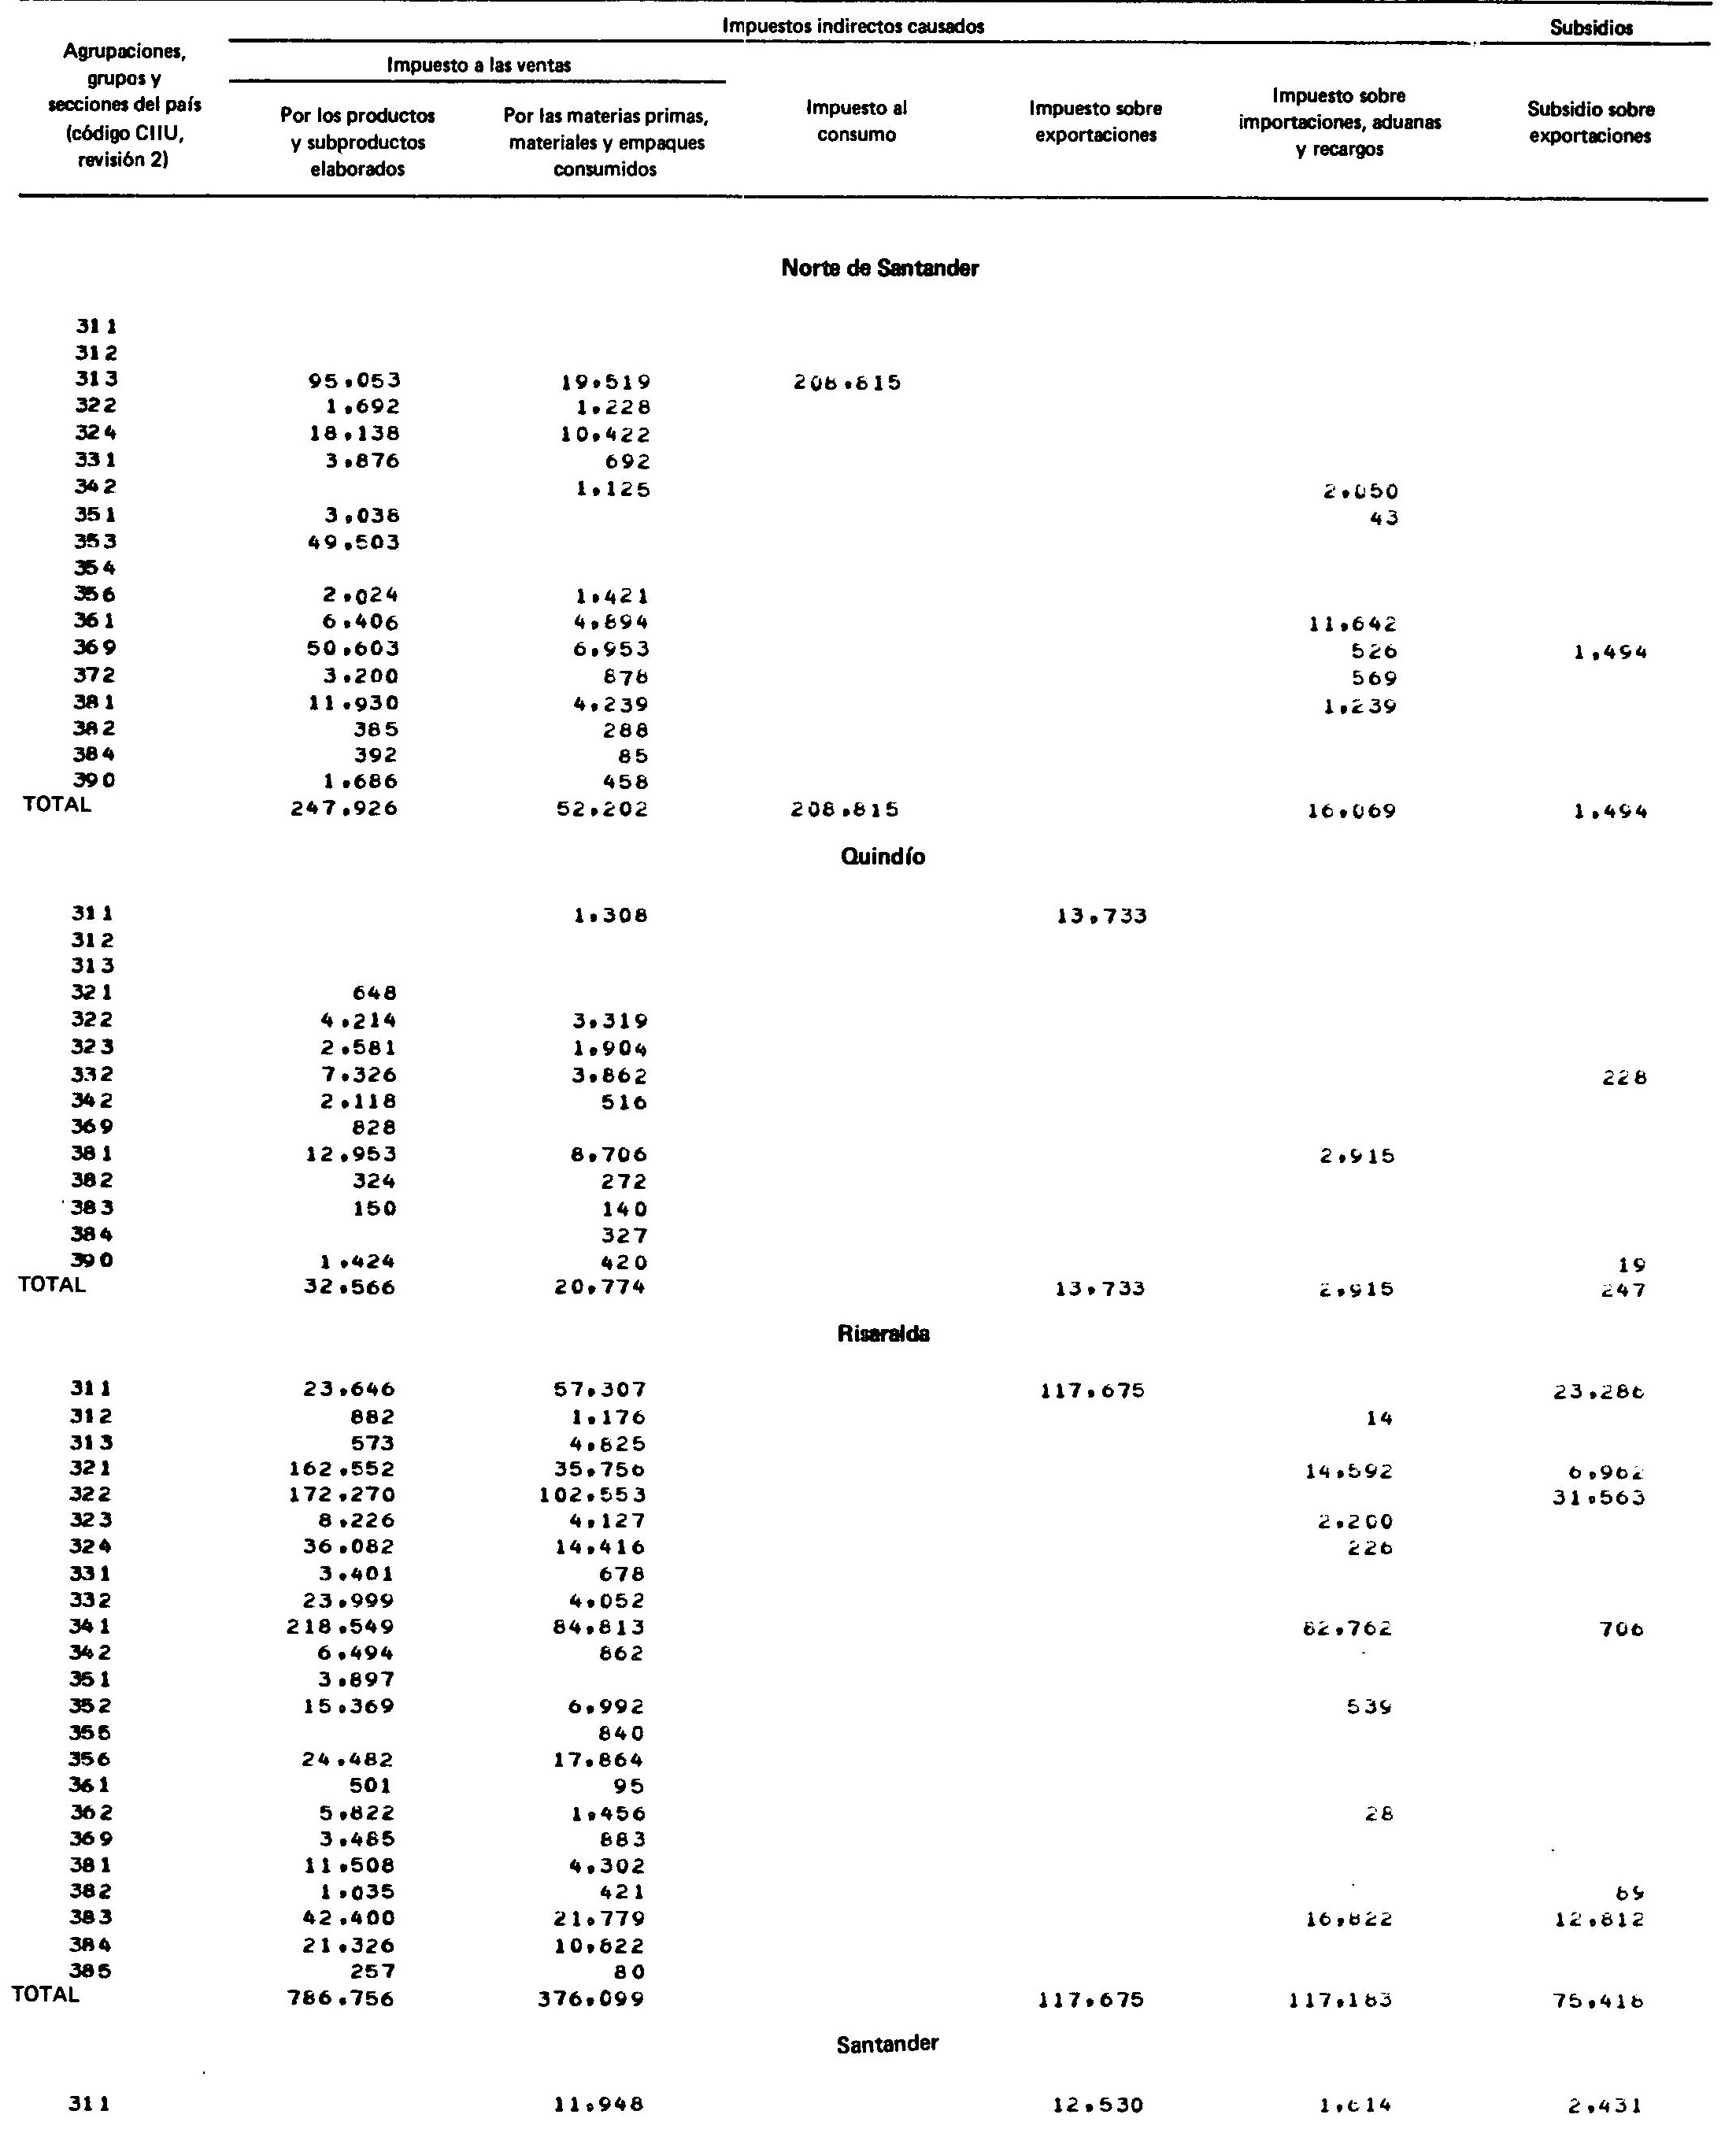 Impuestos indirectos causados Subsidios
Agrupaciones,
grupos y
secciones del país
(código CIIU,
revisión 2)
Impuesto a las ventas
Por los productos
y subproductos
elaborados
Por las materias primas,
materiales y empaques
consumidos
Impuesto al
consumo
Impuesto sobre
exportaciones
Impuesto sobre
importaciones, aduanas
y recargos
Subsidio sobre
exportaciones
Norte de Santander
311
312
313 95.053 19.519 208.815
322 1.692 1.228
324 18.138 10.422
331 3.876 692
342 1.125 2.050
351 3.038 43
353 49.503
354
356 2.024 1.421
361 6.406 4.894 11.642
369 50.603 6.953 526 1.494
372 3.200 878 569
381 11.930 4.239 1.239
382 385 288
384 392 85
390 1.686 458
TOTAL 247.926 52.202 208.815 16.069 1.494
Quindío
311 1.308 13.733
312
313
321 648
322 4.214 3.319
323 2.581 1.904
332 7.326 3.862 228
342 2.118 516
369 828
381 12.953 8.706 2.915
382 324 272
383 150 140
384 327
390 1.424 420 19
TOTAL 32.566 20.774 13.733 2.915 247
Risaralda
311 23.646 57.307 117.675 23.286
312 882 1.176 14
313 573 4.825
321 162.552 35.756 14.592 6.962
322 172.270 102.553 31.563
323 8.226 4.127 2.200
324 36.082 14.416 226
331 3.401 678
332 23.999 4.052
341 218.549 84.813 82.762 706
342 6.494 862
351 3.897
352 15.369 6.992 539
355 840
356 24.482 17.864
361 501 95
362 5.822 1.456 28
369 3.485 883
381 11.508 4.302
382 1.035 421 89
383 42.400 21.779 16.822 12.812
384 21.326 10.822
385 257 80
TOTAL 786.756 376.099 117.675 117.183 75.418
Santander
311 11.948 12.530 2.431